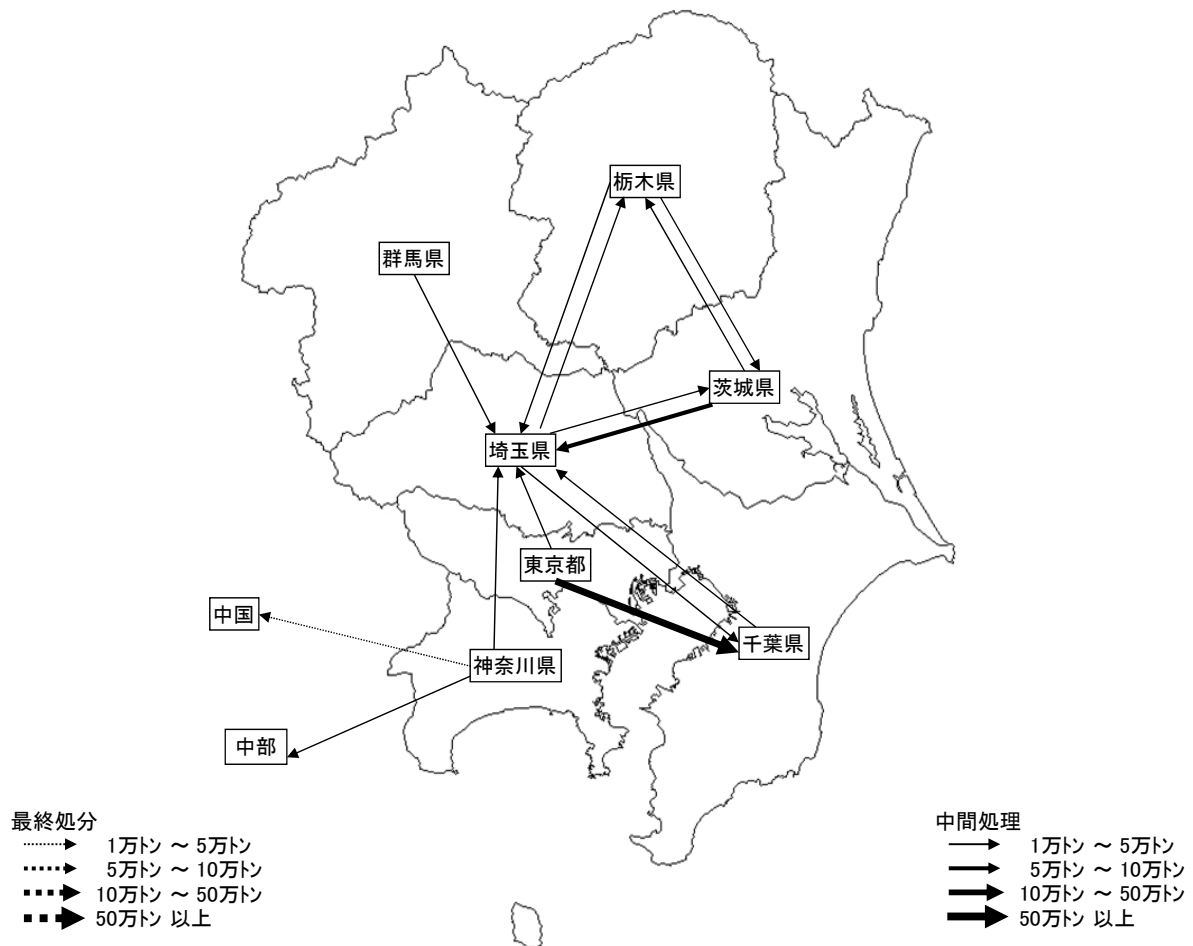 栃木県
群馬県
茨城県
埼玉県
東京都
中国
千葉県
神奈川県
中部
最終処分
1万トン ～ 5万トン
5万トン ～ 10万トン
10万トン ～ 50万トン
50万トン 以上
中間処理
1万トン ～ 5万トン
5万トン ～ 10万トン
10万トン ～ 50万トン
50万トン 以上